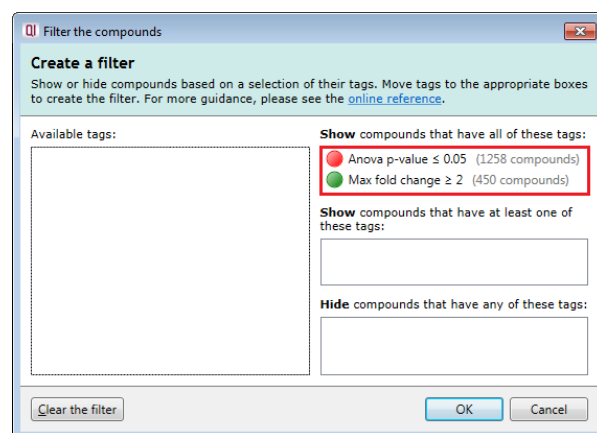 QI Filter the compounds
Create a filter
Show or hide compounds based on a selection of their tags. Move tags to the appropriate boxes
to create the filter. For more guidance, please see the online reference.
Available tags:
Show compounds that have all of these tags:
Anova p-value ≤ 0.05 (1258 compounds)
Max fold change ≥ 2 (450 compounds)
Show compounds that have at least one of
these tags:
Hide compounds that have any of these tags:
Clear the filter
OK
Cancel